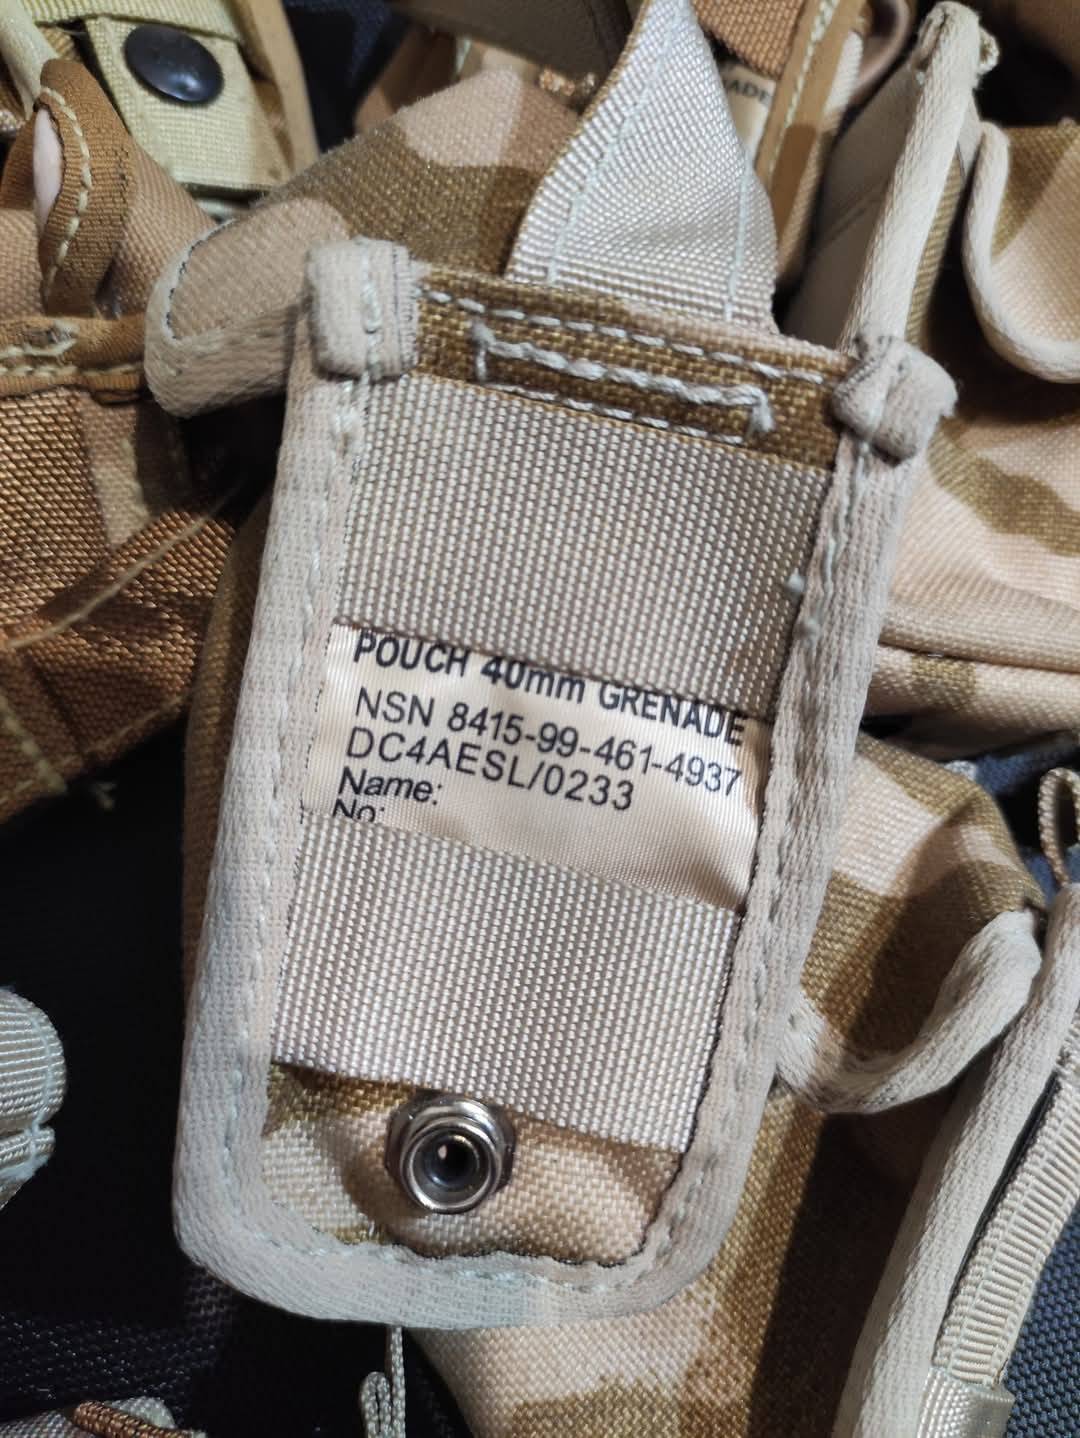 POUCH 40mm GRENADE
NSN 8415-99-461-4937
DC4AESL/0233
Name:
No: